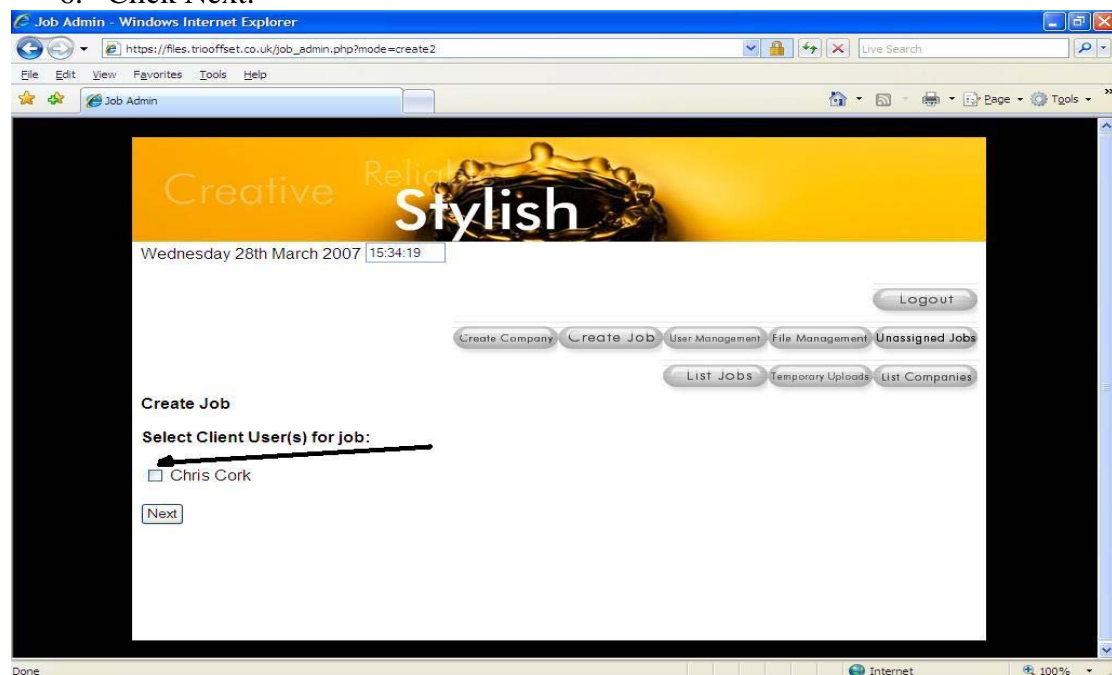 Click Next.
Job Admin - Windows Internet Explorer
https://files.triooffset.co.uk/job_admin.php?mode=create2
Live Search
File Edit View Favorites Tools Help
Job Admin
Page Tools
Creative
Stylish
Wednesday 28th March 2007 15:34:19
Logout
Create Company Create Job User Management File Management Unassigned Jobs
List Jobs Temporary Uploads List Companies
Create Job
Select Client User(s) for job:
Chris Cork
Next
Done Internet 100%